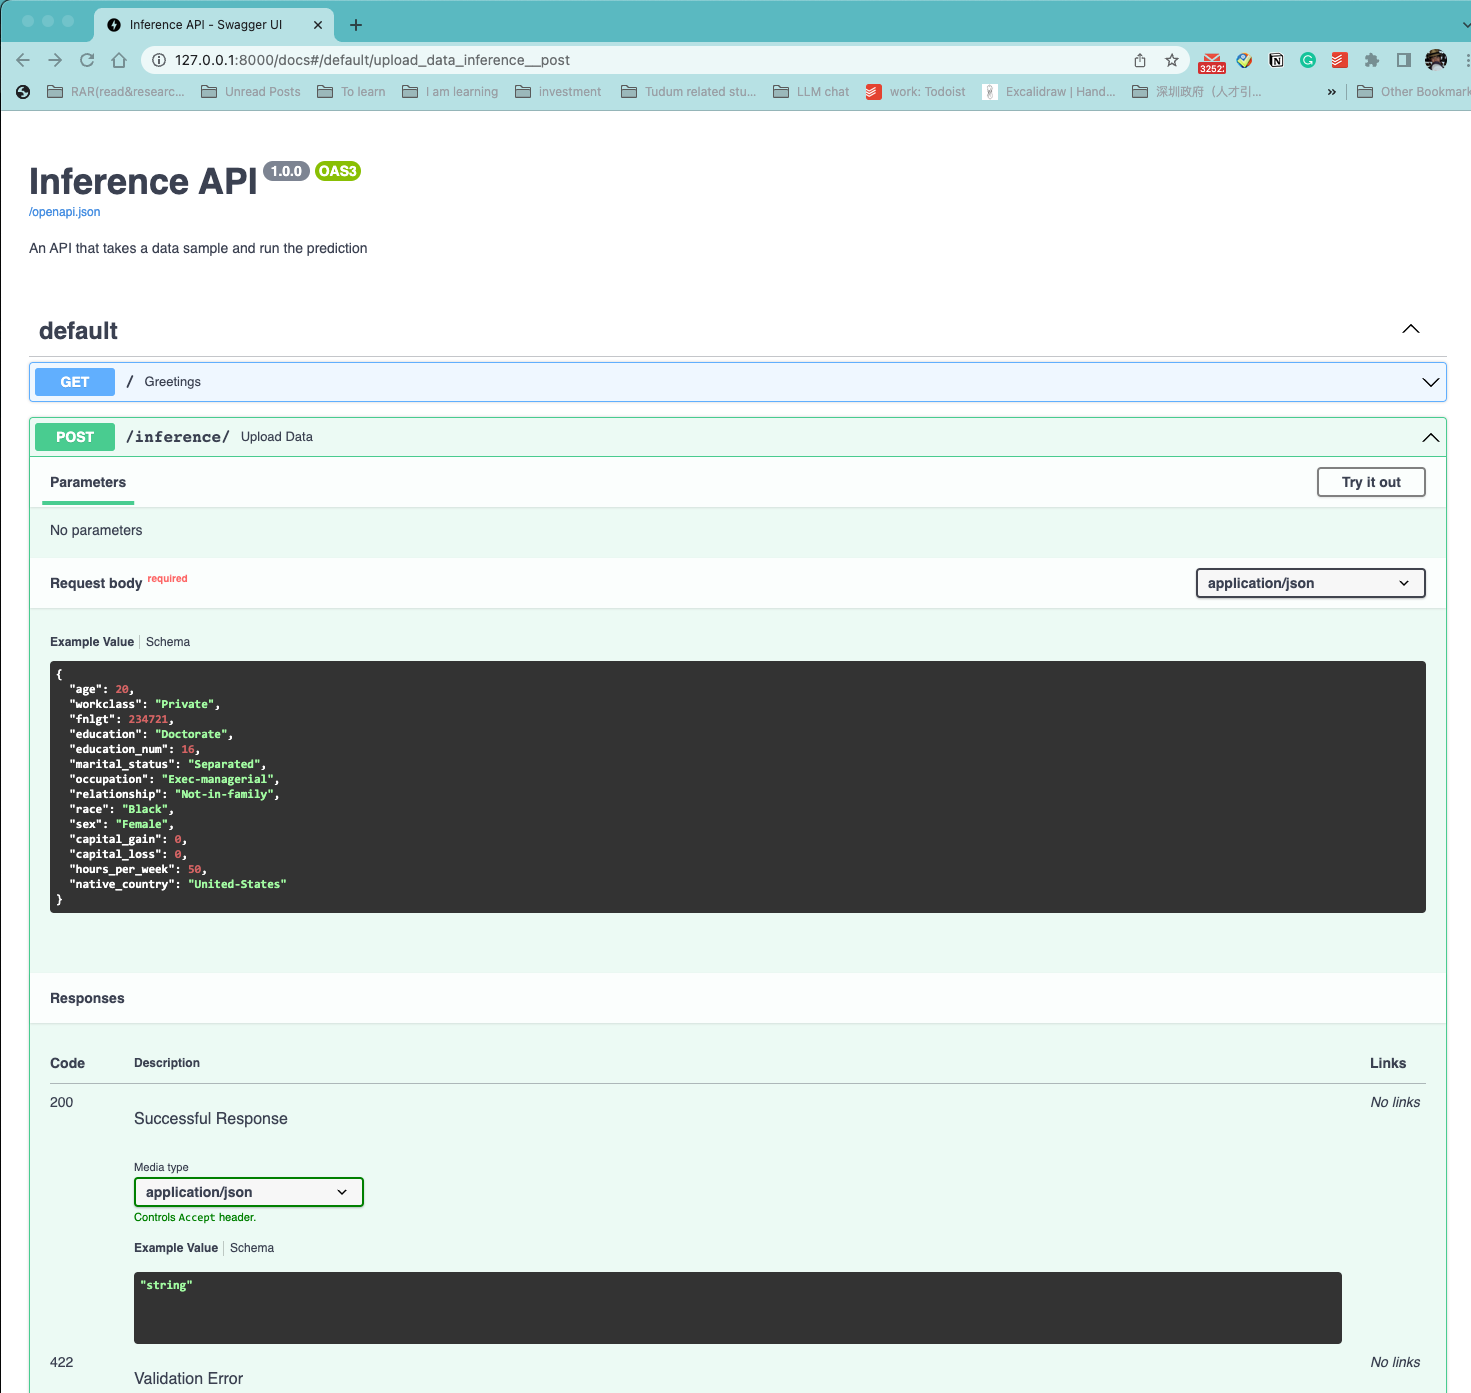 Inference API - Swagger UI
127.0.0.1:8000/docs#/default/upload_data_inference__post
RAR(read&researc... Unread Posts To learn I am learning investment Tudum related stu... LLM chat work: Todoist Excalidraw | Hand... 深圳政府（人才引... » Other Bookmark
Inference API 1.0.0 OAS3
/openapi.json
An API that takes a data sample and run the prediction
default
GET / Greetings
POST /inference/ Upload Data
Parameters Try it out
No parameters
Request body required application/json
Example Value Schema
{
"age": 20,
"workclass": "Private",
"fnlgt": 234721,
"education": "Doctorate",
"education_num": 16,
"marital_status": "Separated",
"occupation": "Exec-managerial",
"relationship": "Not-in-family",
"race": "Black",
"sex": "Female",
"capital_gain": 0,
"capital_loss": 0,
"hours_per_week": 50,
"native_country": "United-States"
}
Responses
Code Description Links
200 No links
Successful Response
Media type
application/json
Controls Accept header.
Example Value Schema
"string"
422 No links
Validation Error